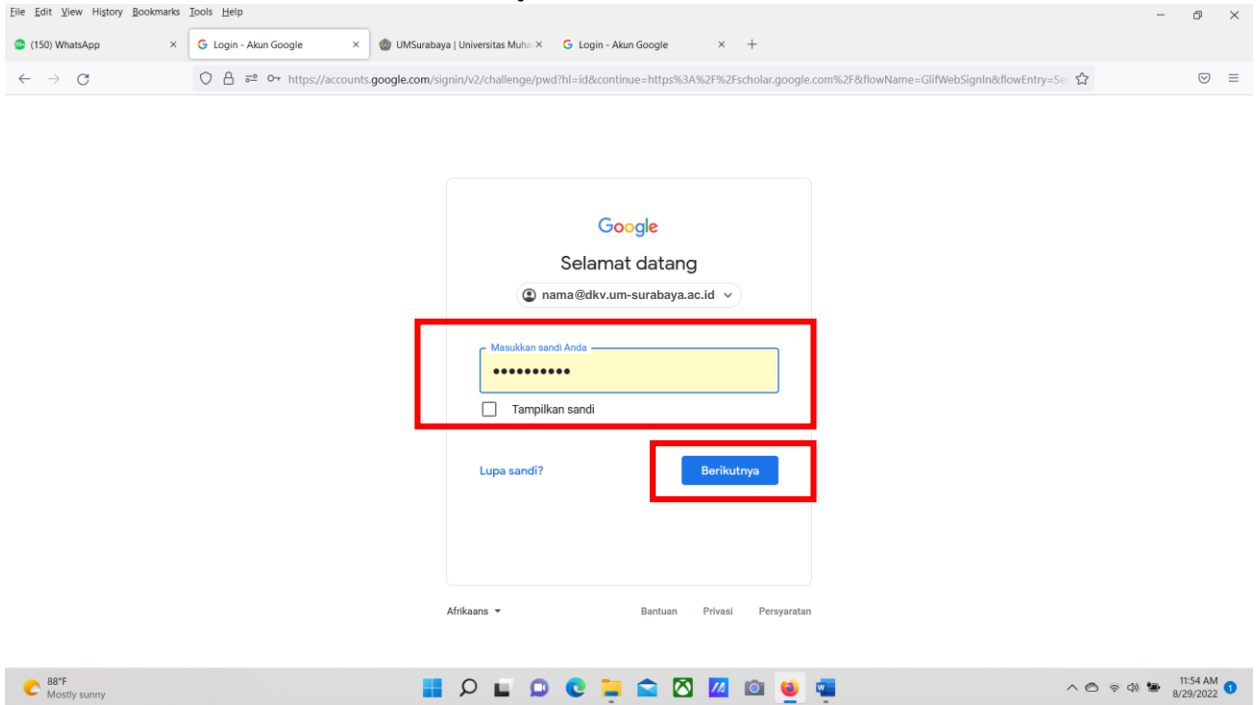 File Edit View History Bookmarks Tools Help
(150) WhatsApp
Login - Akun Google
UMSurabaya | Universitas Muha
Login - Akun Google
https://accounts.google.com/signin/v2/challenge/pwd?hl=id&continue=https%3A%2F%2Fscholar.google.com%2F&flowName=GlifWebSignIn&flowEntry=Ser
Google
Selamat datang
nama@dkv.um-surabaya.ac.id
Masukkan sandi Anda
••••••••••
Tampilkan sandi
Lupa sandi?
Berikutnya
Afrikaans
Bantuan Privasi Persyaratan
88°F
Mostly sunny
11:54 AM
8/29/2022
1